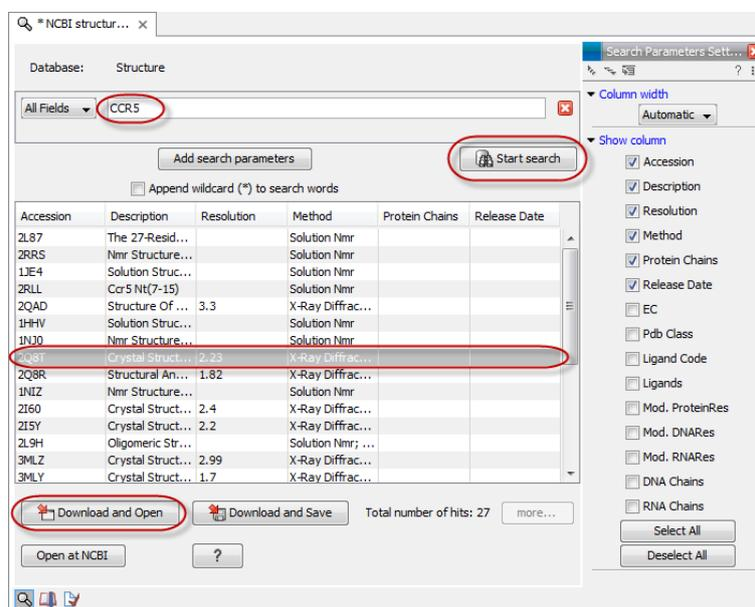 * NCBI structur...
Database: Structure
All Fields CCR5
Add search parameters Start search
Append wildcard (*) to search words
Accession Description Resolution Method Protein Chains Release Date
2L87 The 27-Resid... Solution Nmr
2RRS Nmr Structure... Solution Nmr
1JE4 Solution Struc... Solution Nmr
2RLL Ccr5 Nt(7-15) Solution Nmr
2QAD Structure Of ... 3.3 X-Ray Diffrac...
1HHV Solution Struc... Solution Nmr
1NJ0 Nmr Structure... Solution Nmr
2Q8T Crystal Struct... 2.23 X-Ray Diffrac...
2Q8R Structural An... 1.82 X-Ray Diffrac...
1NIZ Nmr Structure... Solution Nmr
2I60 Crystal Struct... 2.4 X-Ray Diffrac...
2I5Y Crystal Struct... 2.2 X-Ray Diffrac...
2L9H Oligomeric Str... Solution Nmr; ...
3MLZ Crystal Struct... 2.99 X-Ray Diffrac...
3MLY Crystal Struct... 1.7 X-Ray Diffrac...
Download and Open Download and Save Total number of hits: 27 more...
Open at NCBI ?
Search Parameters Sett...
?
Column width
Automatic
Show column
Accession
Description
Resolution
Method
Protein Chains
Release Date
EC
Pdb Class
Ligand Code
Ligands
Mod. ProteinRes
Mod. DNARes
Mod. RNARes
DNA Chains
RNA Chains
Select All
Deselect All